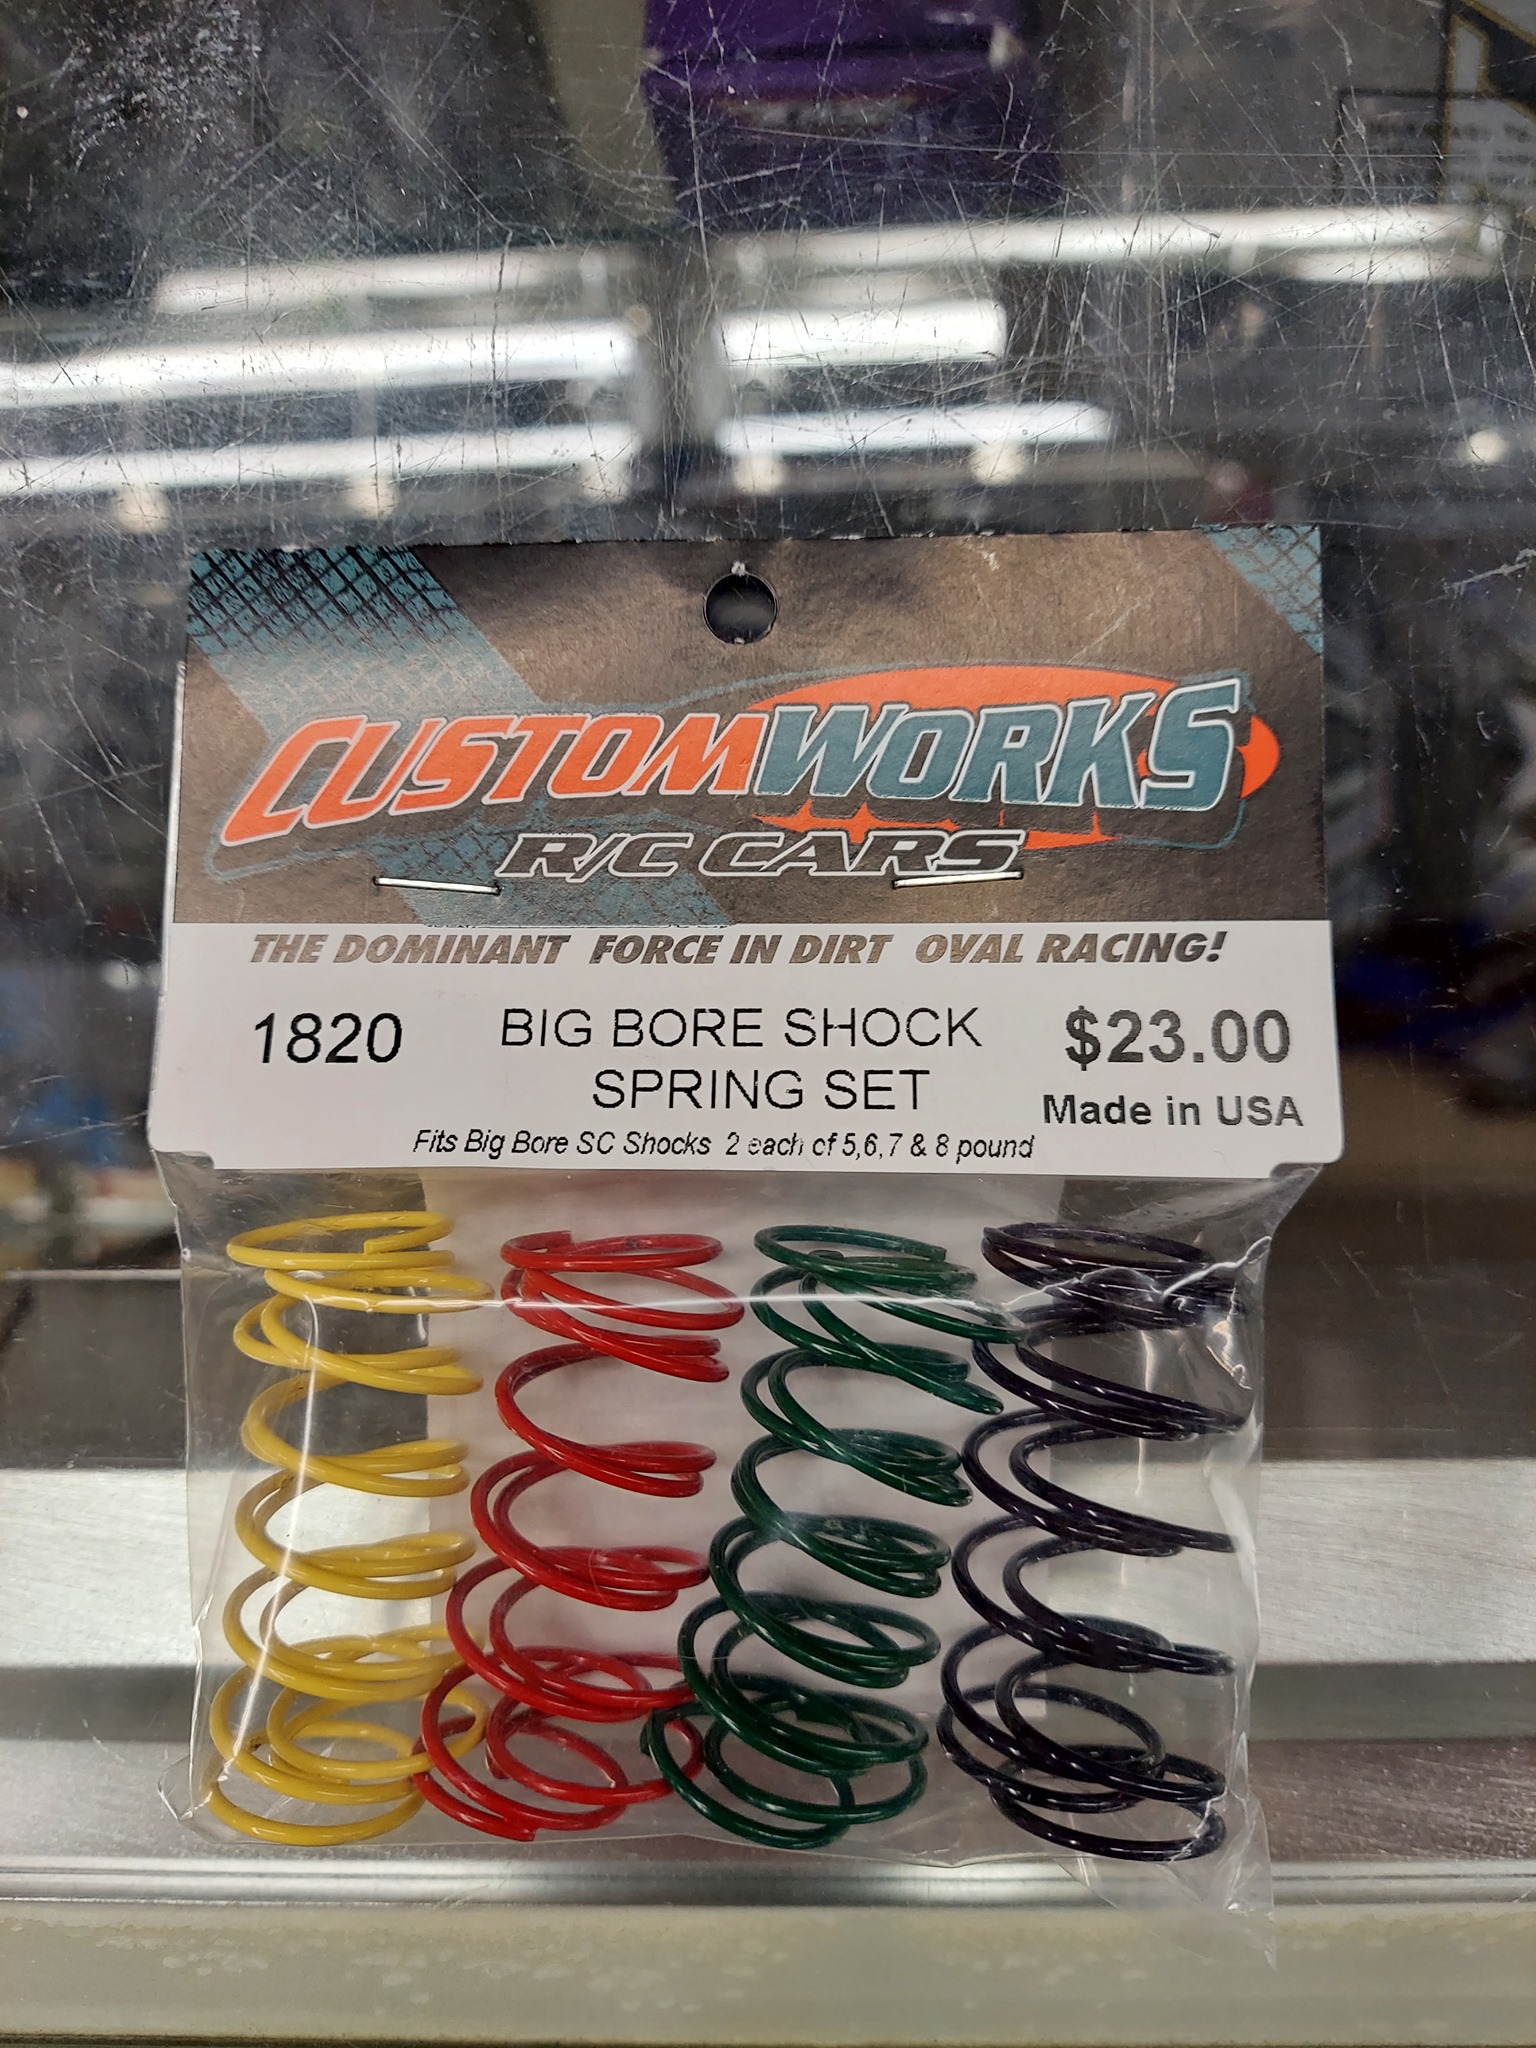 CUSTOMWORKS
R/C CARS
THE DOMINANT FORCE IN DIRT OVAL RACING!
1820 BIG BORE SHOCK $23.00
SPRING SET Made in USA
Fits Big Bore SC Shocks 2 each of 5,6,7 & 8 pound